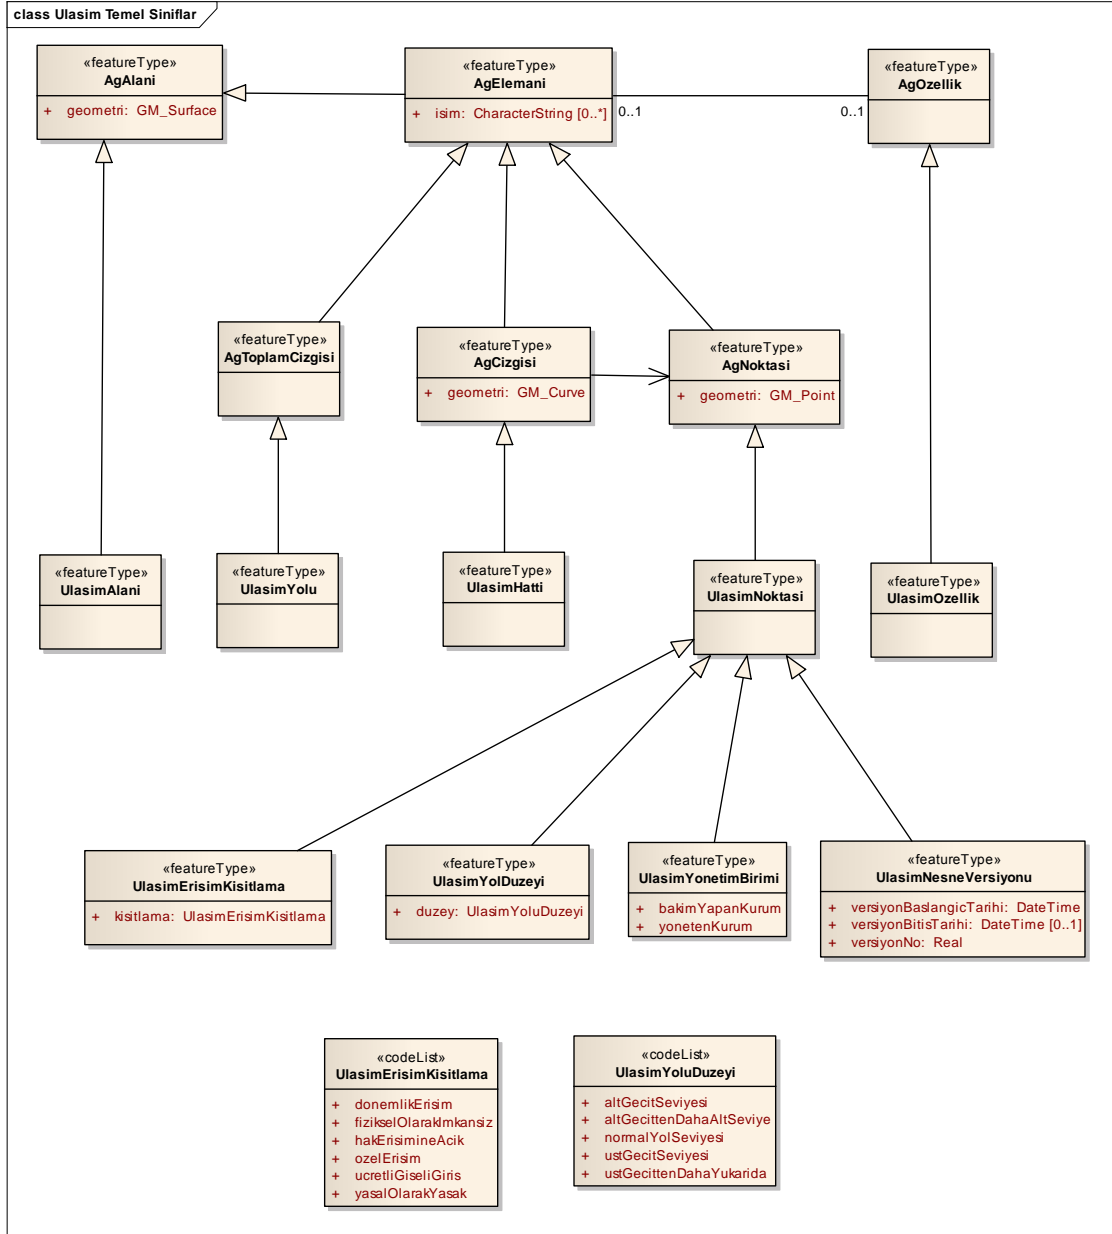 class Ulasim Temel Siniflar
«featureType»
AgAlani
+ geometri: GM_Surface
«featureType»
AgElemani
+ isim: CharacterString [0..*]
0..1
0..1
«featureType»
AgOzellik
«featureType»
AgToplamCizgisi
«featureType»
AgCizgisi
+ geometri: GM_Curve
«featureType»
AgNoktasi
+ geometri: GM_Point
«featureType»
UlasimAlani
«featureType»
UlasimYolu
«featureType»
UlasimHatti
«featureType»
UlasimNoktasi
«featureType»
UlasimOzellik
«featureType»
UlasimErisimKisitlama
+ kisitlama: UlasimErisimKisitlama
«featureType»
UlasimYolDuzeyi
+ duzey: UlasimYoluDuzeyi
«featureType»
UlasimYonetimBirimi
+ bakimYapanKurum
+ yonetenKurum
«featureType»
UlasimNesneVersiyonu
+ versiyonBaslangicTarihi: DateTime
+ versiyonBitisTarihi: DateTime [0..1]
+ versiyonNo: Real
«codeList»
UlasimErisimKisitlama
+ donemlikErisim
+ fizikselOlarakImkansiz
+ hakErisimineAcik
+ ozelErisim
+ ucretliGiseliGiris
+ yasalOlarakYasak
«codeList»
UlasimYoluDuzeyi
+ altGecitSeviyesi
+ altGecittenDahaAltSeviye
+ normalYolSeviyesi
+ ustGecitSeviyesi
+ ustGecittenDahaYukarida